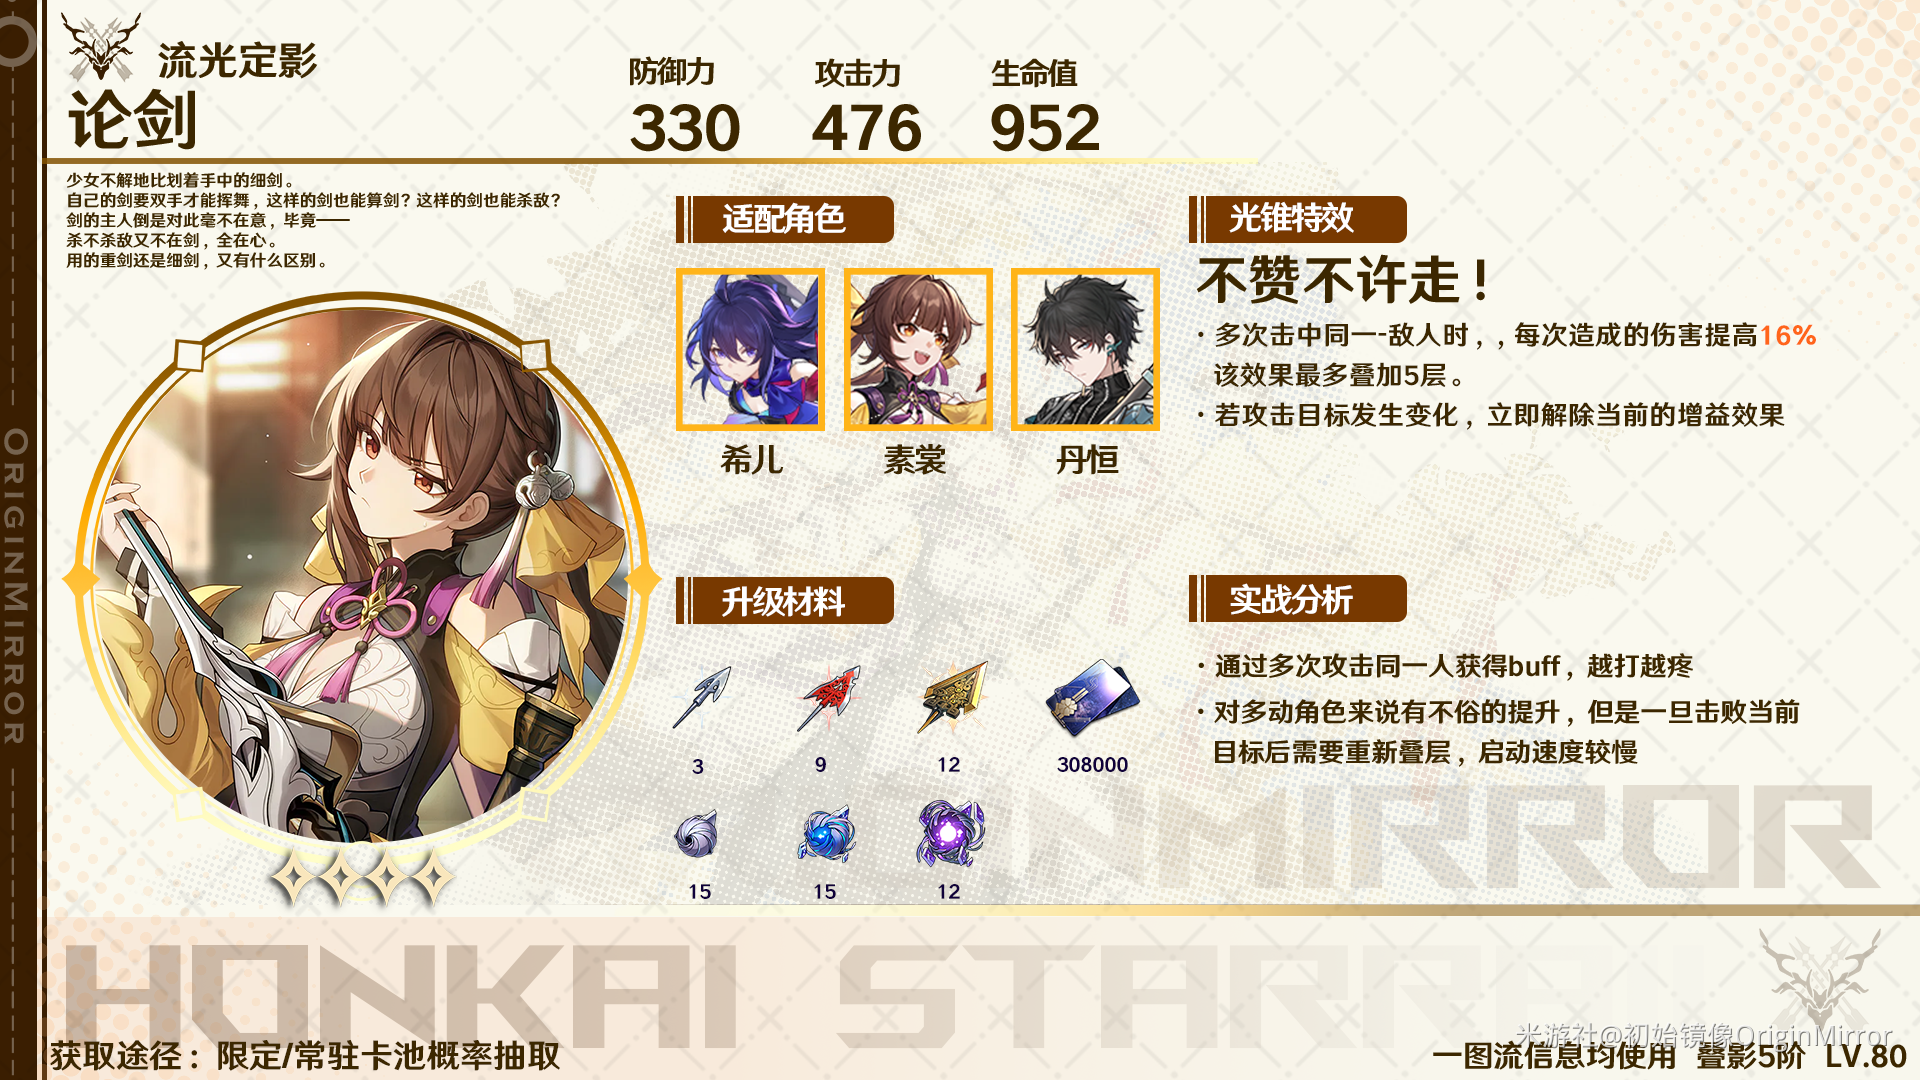 流光定影
论剑
防御力
330
攻击力
476
生命值
952
少女不解地比划着手中的细剑。
自己的剑要双手才能挥舞，这样的剑也能算剑？这样的剑也能杀敌？
剑的主人倒是对此毫不在意，毕竟——
杀不杀敌又不在剑，全在心。
用的重剑还是细剑，又有什么区别。
适配角色
希儿
素裳
丹恒
光锥特效
不赞不许走！
·多次击中同一-敌人时，，每次造成的伤害提高16%
该效果最多叠加5层。
·若攻击目标发生变化，立即解除当前的增益效果
升级材料
3
9
12
308000
15
15
12
实战分析
·通过多次攻击同一人获得buff，越打越疼
·对多动角色来说有不俗的提升，但是一旦击败当前
目标后需要重新叠层，启动速度较慢
ORIGINMIRROR
NMIRROR
HONKAI STARRAIL
获取途径：限定/常驻卡池概率抽取
米游社@初始镜像OriginMirror
一图流信息均使用 叠影5阶 LV.80